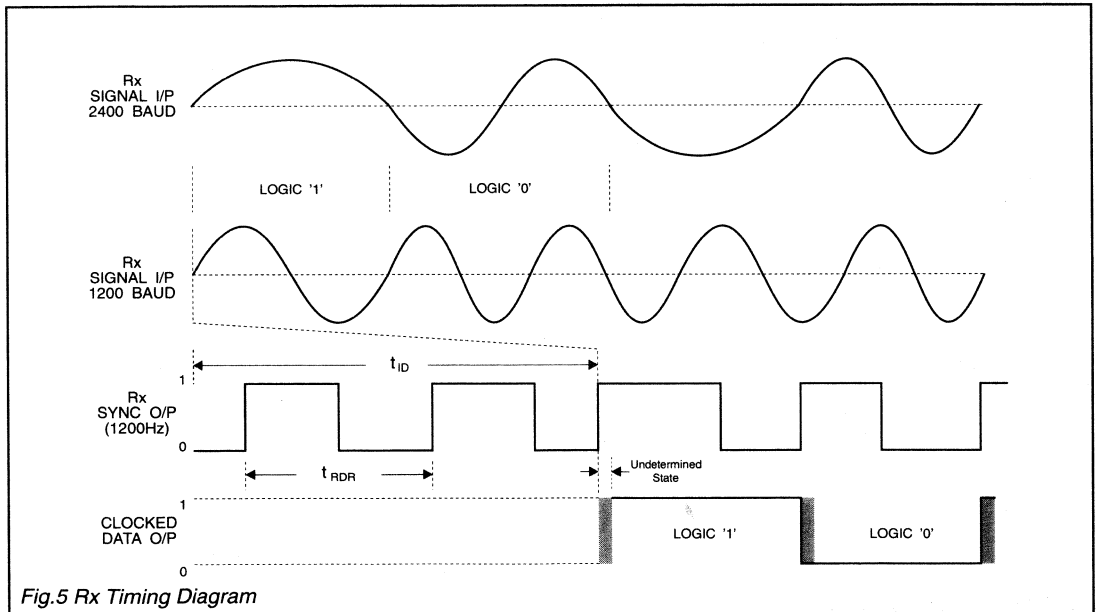 Rx
SIGNAL I/P
2400 BAUD
LOGIC '1'
LOGIC '0'
Rx
SIGNAL I/P
1200 BAUD
t ID
1
Rx
SYNC O/P
(1200Hz)
0
t RDR
Undetermined
State
1
CLOCKED
DATA O/P
LOGIC '1'
LOGIC '0'
0
Fig.5 Rx Timing Diagram